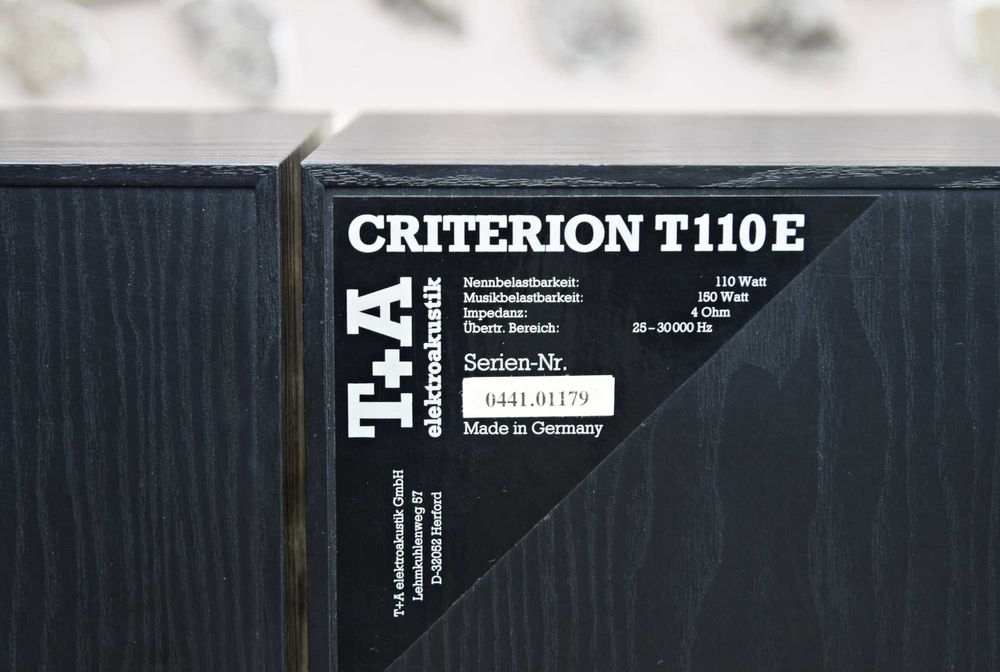 CRITERION T110E
T+A
elektroakustik
Nennbelastbarkeit: 110 Watt
Musikbelastbarkeit: 150 Watt
Impedanz: 4 Ohm
Übertr. Bereich: 25-30000 Hz
Serien-Nr.
0441.01179
Made in Germany
T+A elektroakustik GmbH
Lehmkuhlenweg 57
D-32052 Herford